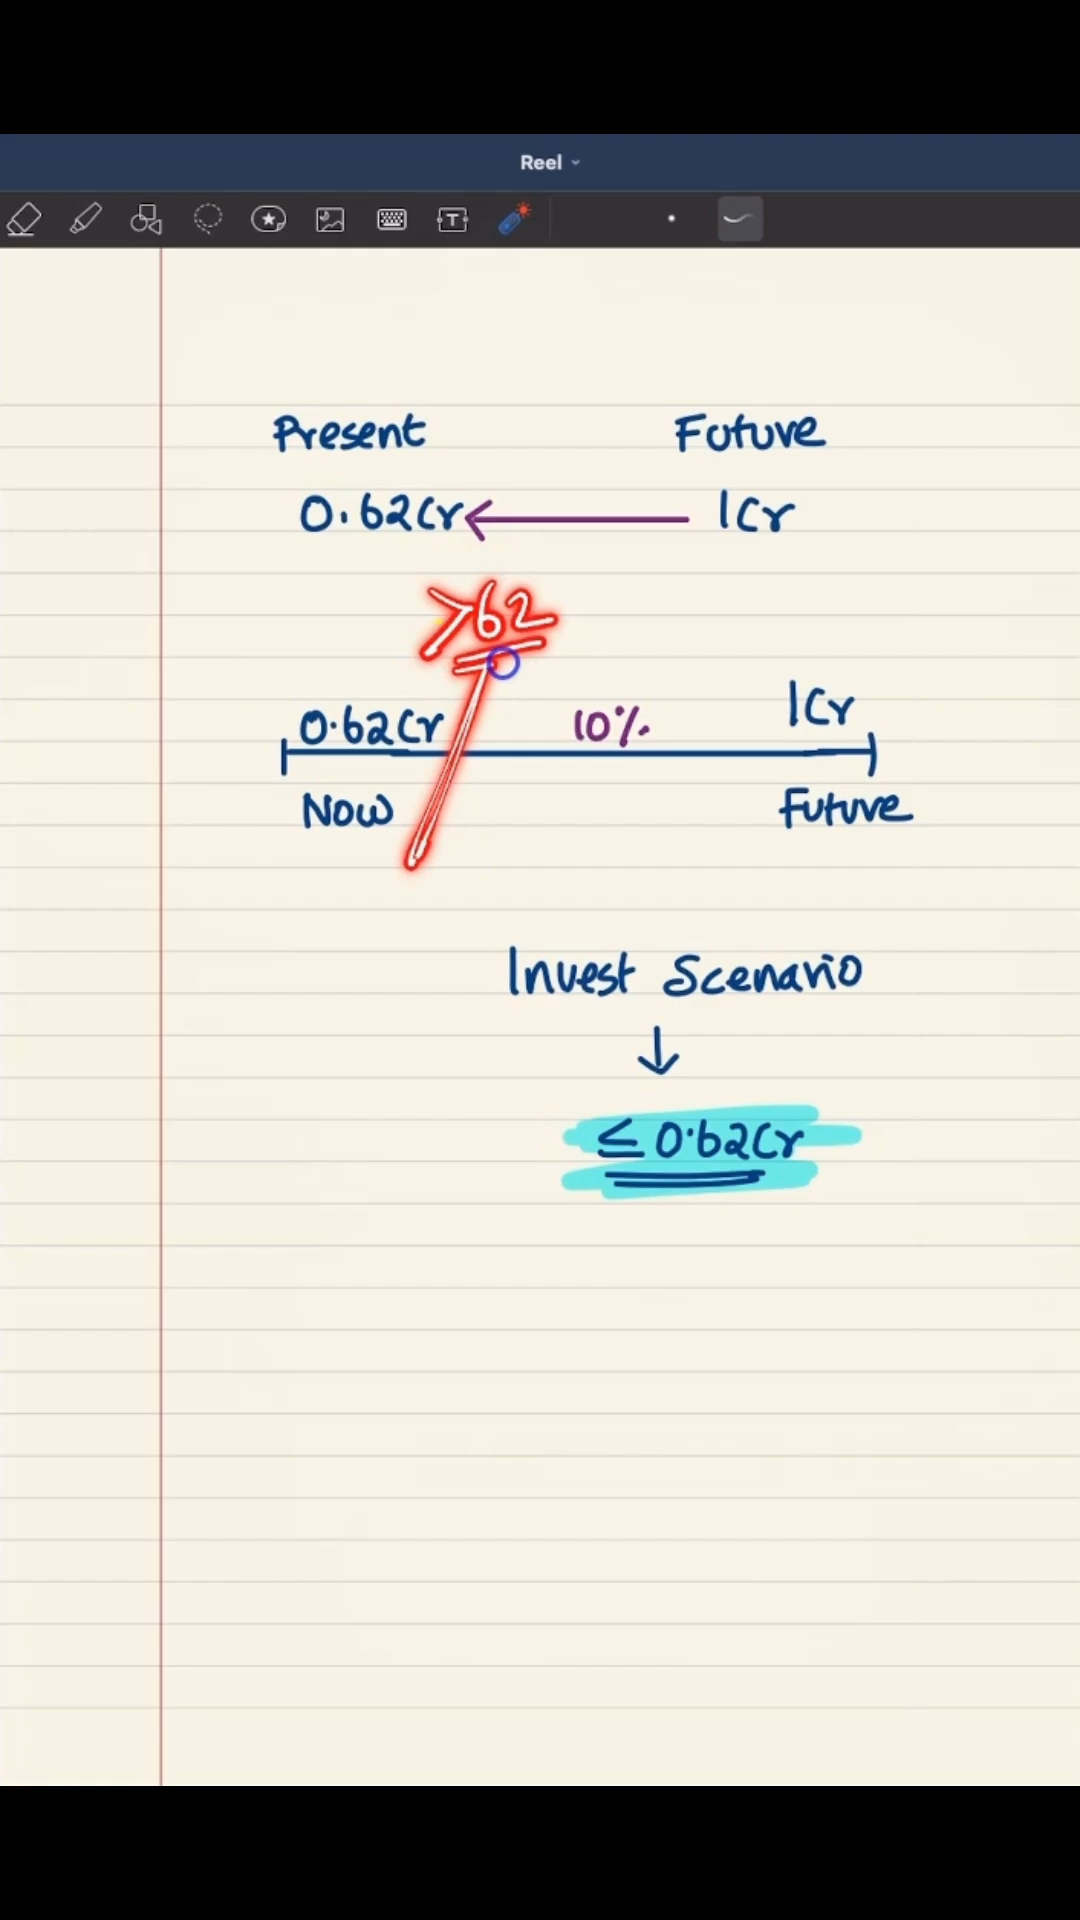 Reel
T
Present Future
0.62Cr 1Cr
>62
0.62Cr 10% 1Cr
Now Future
Invest Scenario
≤ 0.62Cr